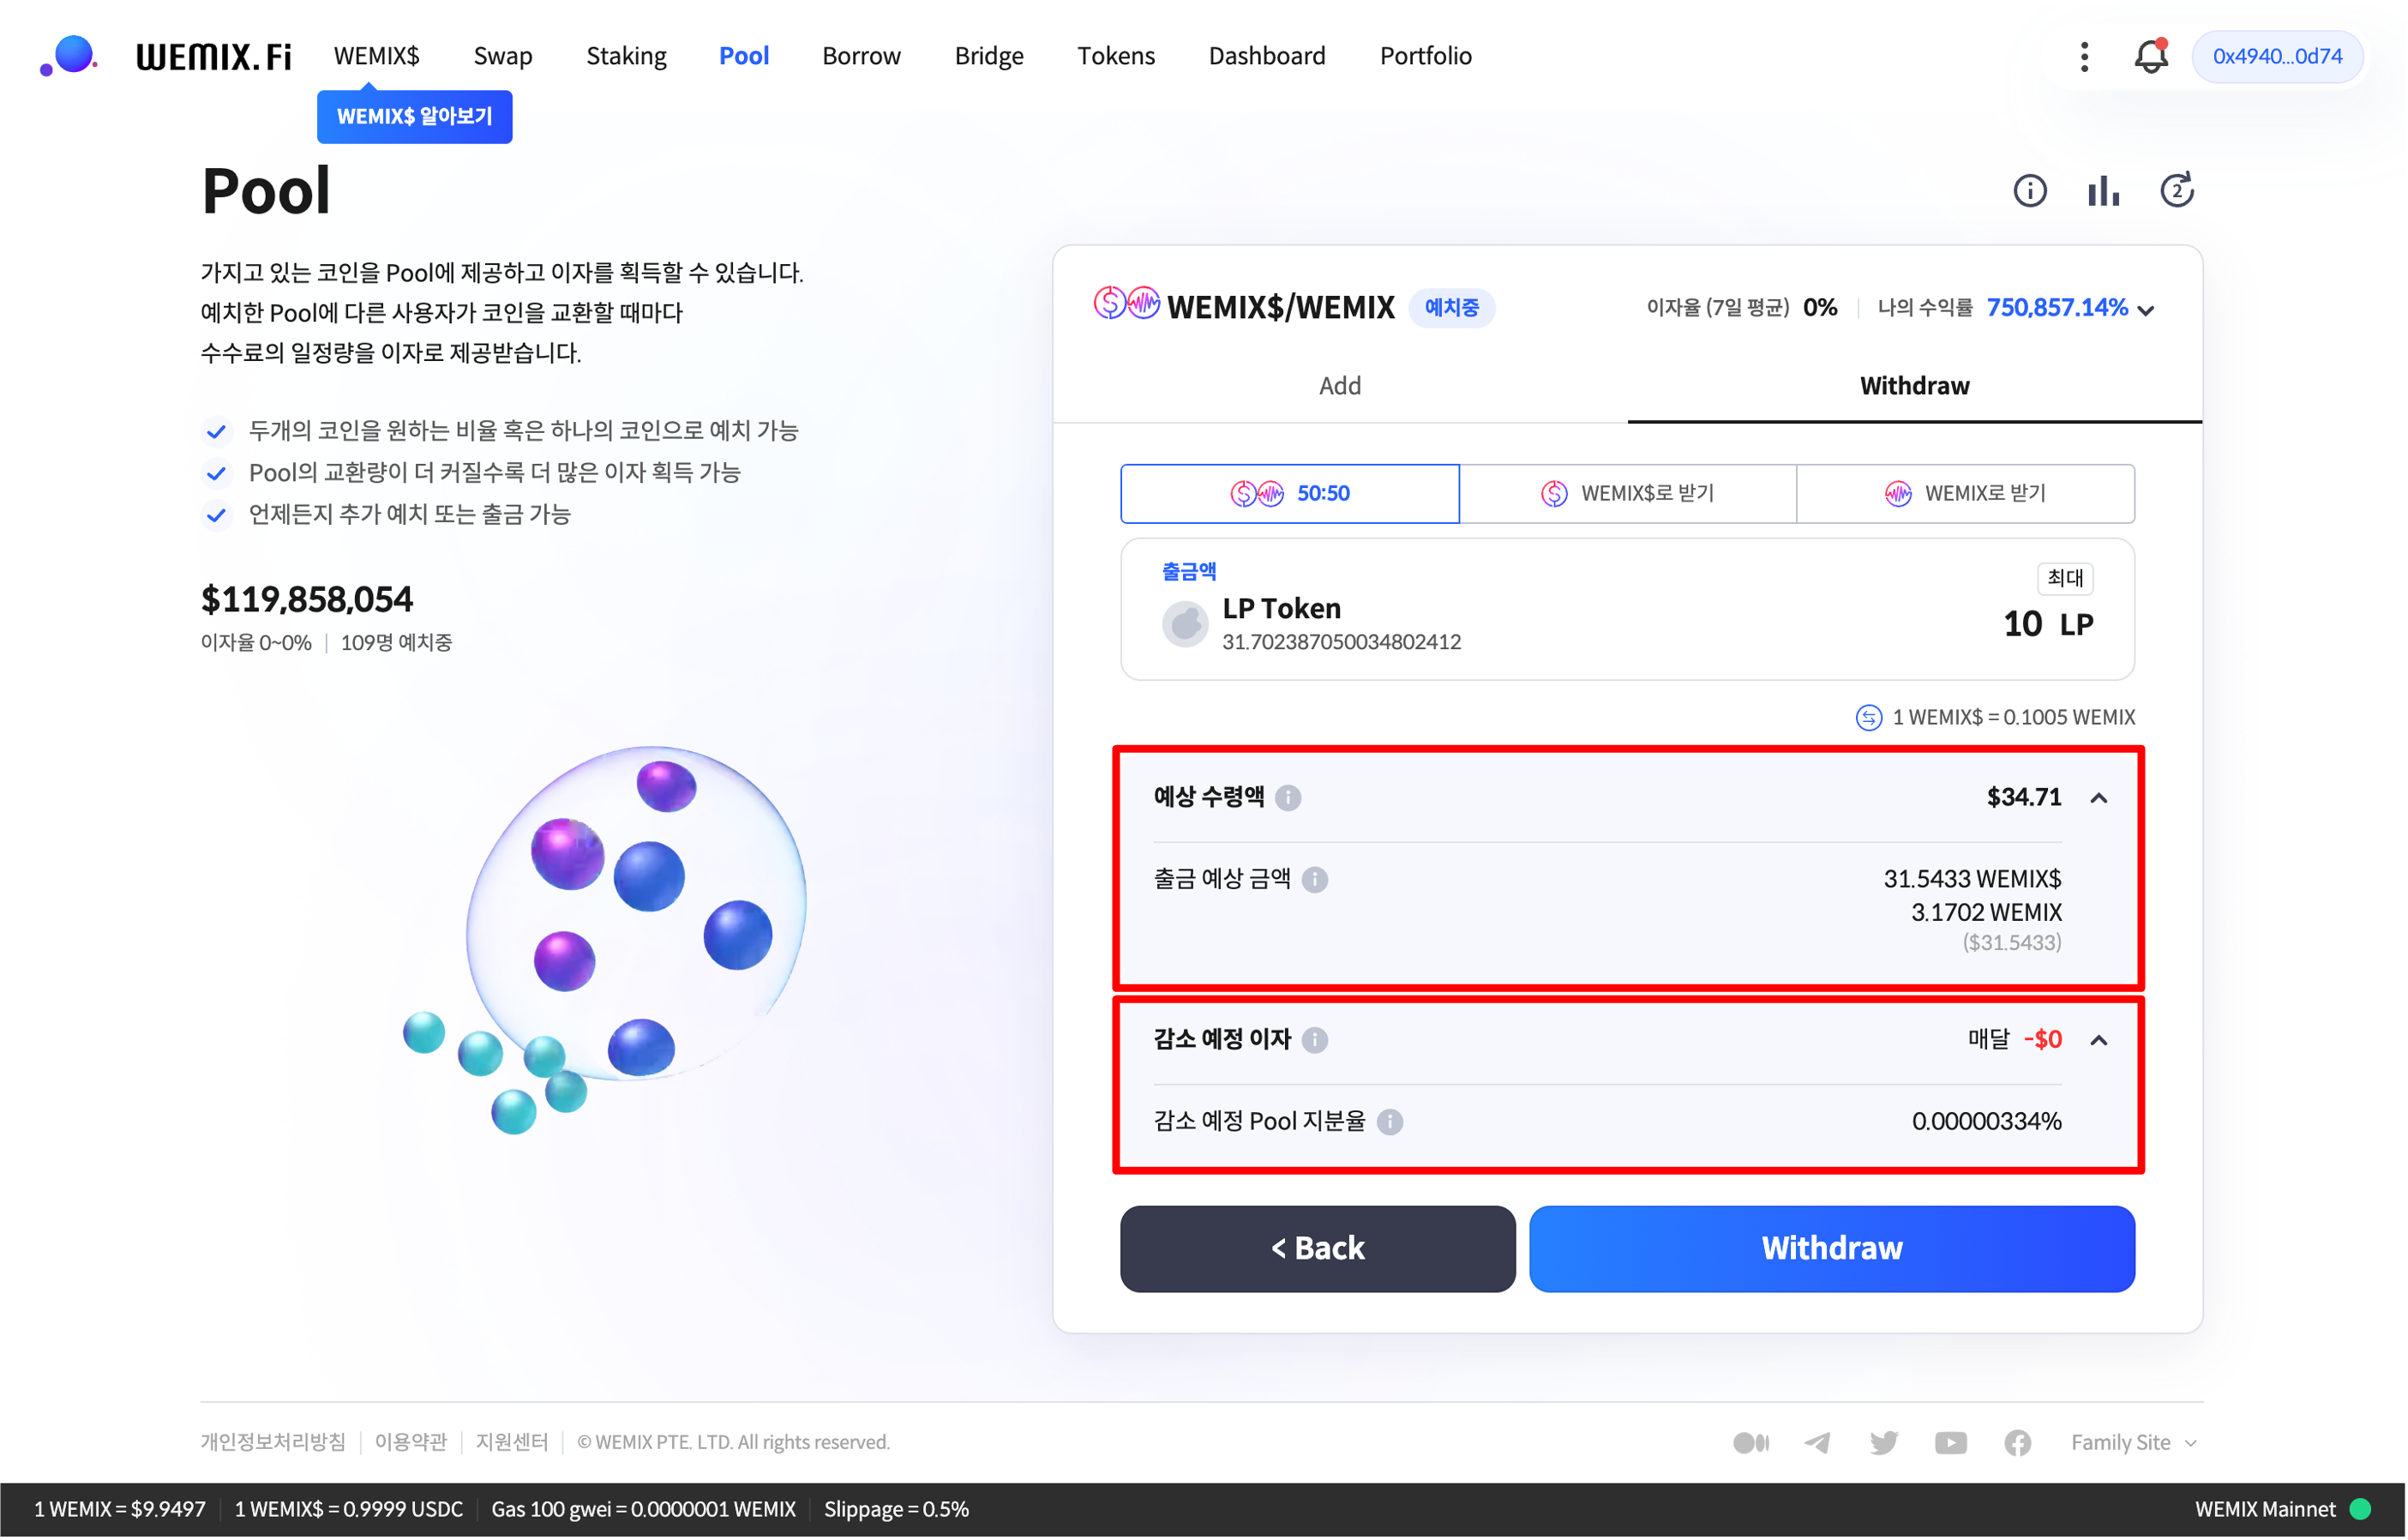 WEMIX.Fi WEMIX$ Swap Staking Pool Borrow Bridge Tokens Dashboard Portfolio 0x4940...0d74
WEMIX$ 알아보기
Pool
2
가지고 있는 코인을 Pool에 제공하고 이자를 획득할 수 있습니다.
예치한 Pool에 다른 사용자가 코인을 교환할 때마다
수수료의 일정량을 이자로 제공받습니다.
두개의 코인을 원하는 비율 혹은 하나의 코인으로 예치 가능
Pool의 교환량이 더 커질수록 더 많은 이자 획득 가능
언제든지 추가 예치 또는 출금 가능
$119,858,054
이자율 0~0% 109명 예치중
WEMIX$/WEMIX 예치중 이자율 (7일 평균) 0% 나의 수익률 750,857.14%
Add Withdraw
50:50 WEMIX$로 받기 WEMIX로 받기
출금액 최대
LP Token 10 LP
31.702387050034802412
1 WEMIX$ = 0.1005 WEMIX
예상 수령액 $34.71
출금 예상 금액 31.5433 WEMIX$
3.1702 WEMIX
($31.5433)
감소 예정 이자 매달 -$0
감소 예정 Pool 지분율 0.00000334%
< Back Withdraw
개인정보처리방침 이용약관 지원센터 © WEMIX PTE. LTD. All rights reserved. Family Site
1 WEMIX = $9.9497 1 WEMIX$ = 0.9999 USDC Gas 100 gwei = 0.0000001 WEMIX Slippage = 0.5% WEMIX Mainnet